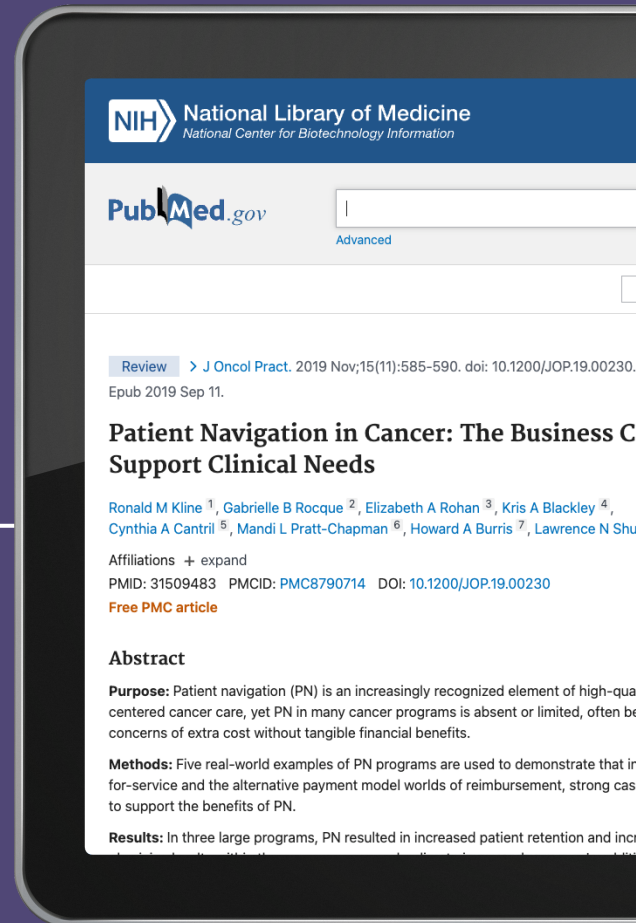 NIH National Library of Medicine
National Center for Biotechnology Information
PubMed.gov
Advanced
Review > J Oncol Pract. 2019 Nov;15(11):585-590. doi: 10.1200/JOP.19.00230.
Epub 2019 Sep 11.
Patient Navigation in Cancer: The Business C
Support Clinical Needs
Ronald M Kline 1, Gabrielle B Rocque 2, Elizabeth A Rohan 3, Kris A Blackley 4,
Cynthia A Cantril 5, Mandi L Pratt-Chapman 6, Howard A Burris 7, Lawrence N Shu
Affiliations + expand
PMID: 31509483 PMCID: PMC8790714 DOI: 10.1200/JOP.19.00230
Free PMC article
Abstract
Purpose: Patient navigation (PN) is an increasingly recognized element of high-qua
centered cancer care, yet PN in many cancer programs is absent or limited, often be
concerns of extra cost without tangible financial benefits.
Methods: Five real-world examples of PN programs are used to demonstrate that in
for-service and the alternative payment model worlds of reimbursement, strong cas
to support the benefits of PN.
Results: In three large programs, PN resulted in increased patient retention and incr